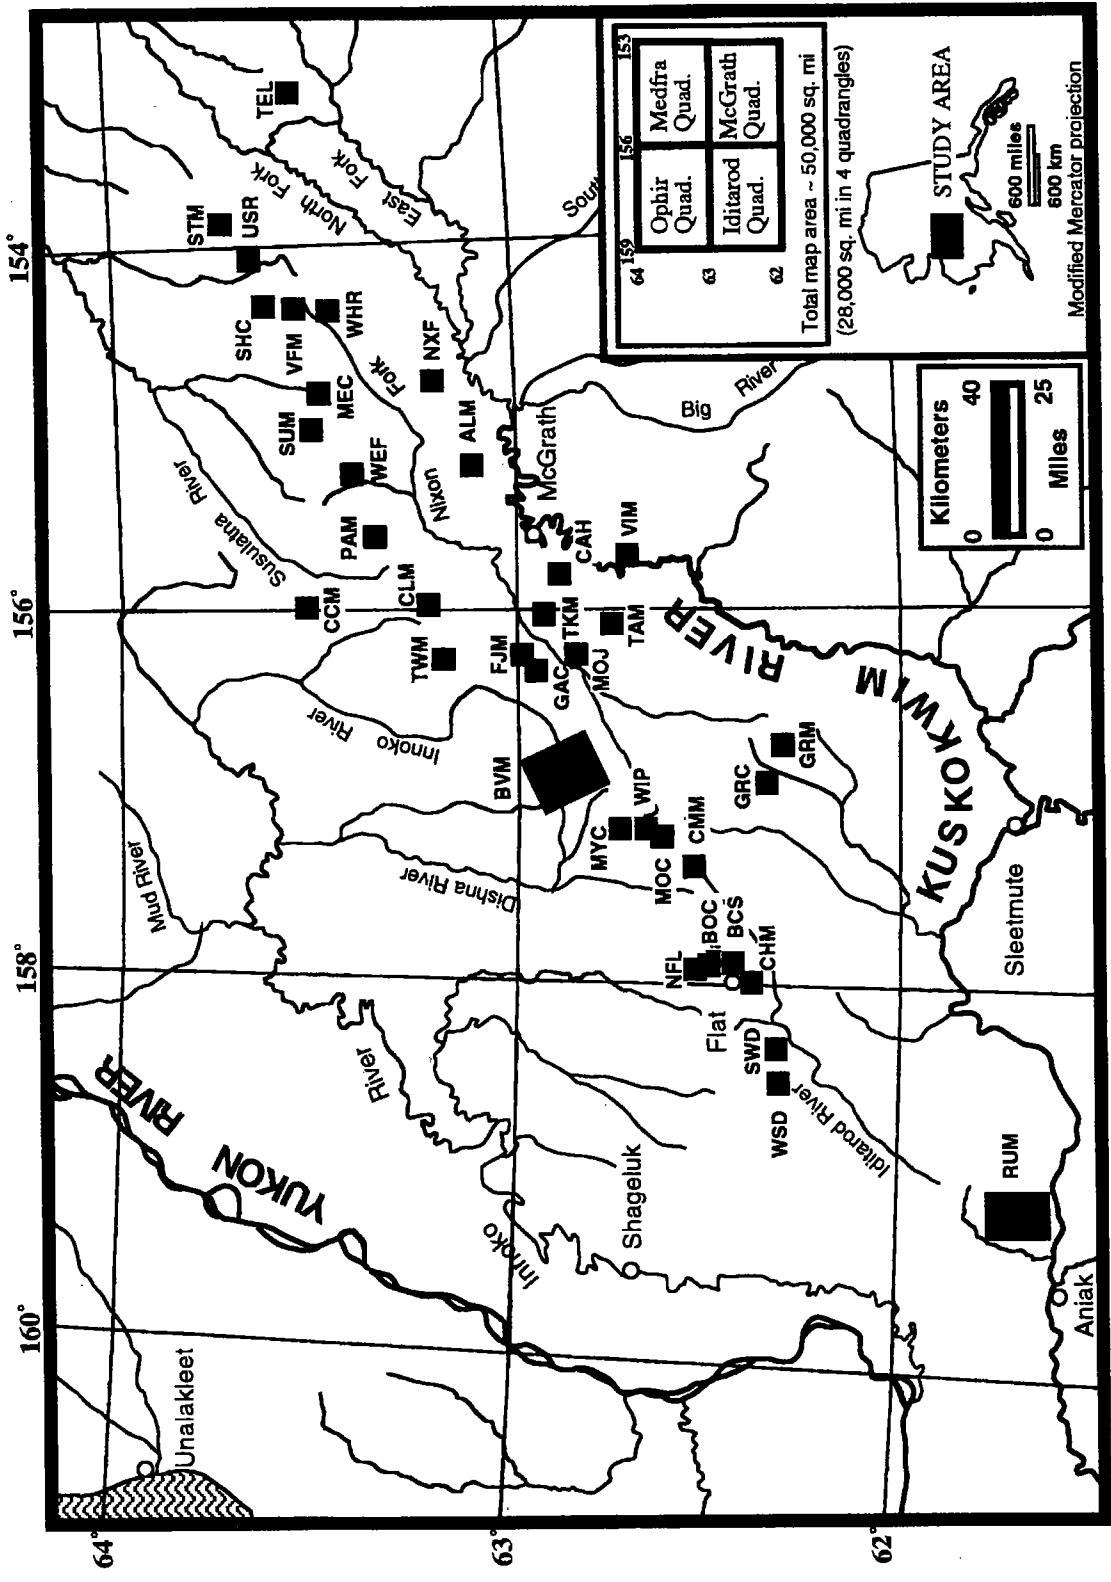 160°
158°
156°
154°
64°
63°
62°
Unalakleet
YUKON RIVER
Mud River
River
Innoko
Shageluk
Dishna River
Innoko River
Susulatna River
Nixon Fork
North Fork
East Fork
South
Big River
McGrath
Flat
Iditarod River
KUSKOKWIM RIVER
Sleetmute
Aniak
TEL
STM
USR
SHC
VFM
WHR
MEC
SUM
WEF
NXF
ALM
PAM
CCM
CLM
TWM
FJM
GAC
TKM
MOJ
CAH
VIM
TAM
BVM
WIP
MYC
MOC
CMM
GRC
GRM
NFL
BOC
BCS
CHM
SWD
WSD
RUM
Kilometers
0 40
0 25
Miles
159 156 153
64
63
62
Ophir Quad.
Medfra Quad.
Iditarod Quad.
McGrath Quad.
Total map area ~ 50,000 sq. mi
(28,000 sq. mi in 4 quadrangles)
STUDY AREA
600 miles
600 km
Modified Mercator projection